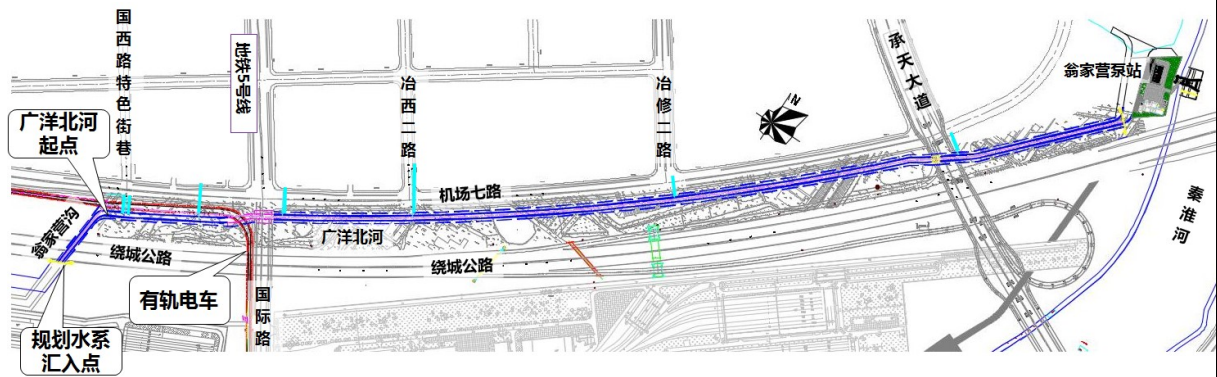 国西路特色街巷
地铁5号线
冶西二路
冶修二路
承天大道
翁家营泵站
N
广洋北河
起点
机场七路
秦淮河
翁家营沟
广洋北河
绕城公路
绕城公路
有轨电车
国际路
规划水系
汇入点